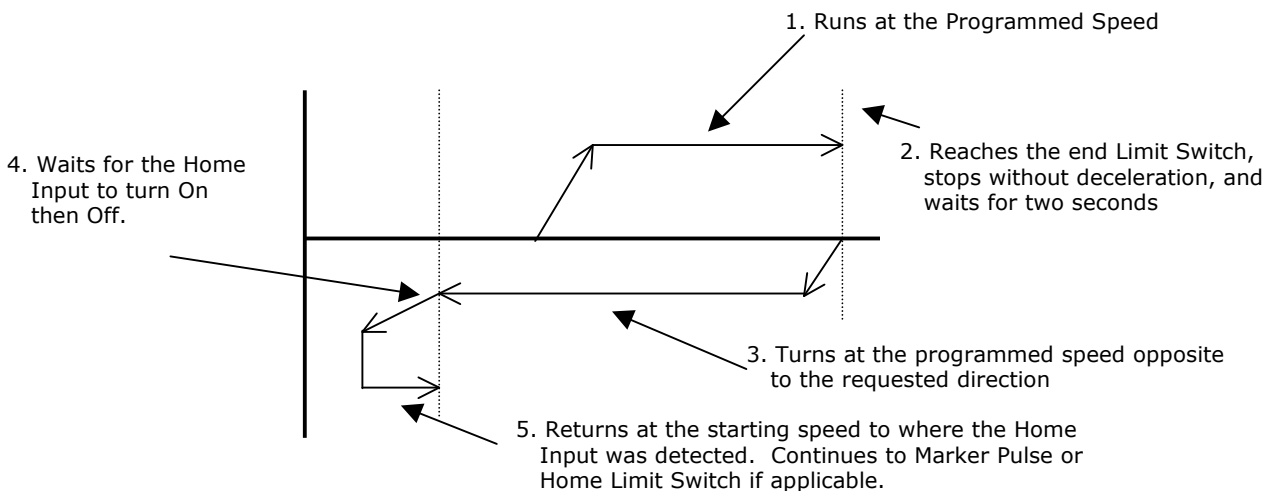 1. Runs at the Programmed Speed
2. Reaches the end Limit Switch,
stops without deceleration, and
waits for two seconds
4. Waits for the Home
Input to turn On
then Off.
3. Turns at the programmed speed opposite
to the requested direction
5. Returns at the starting speed to where the Home
Input was detected. Continues to Marker Pulse or
Home Limit Switch if applicable.